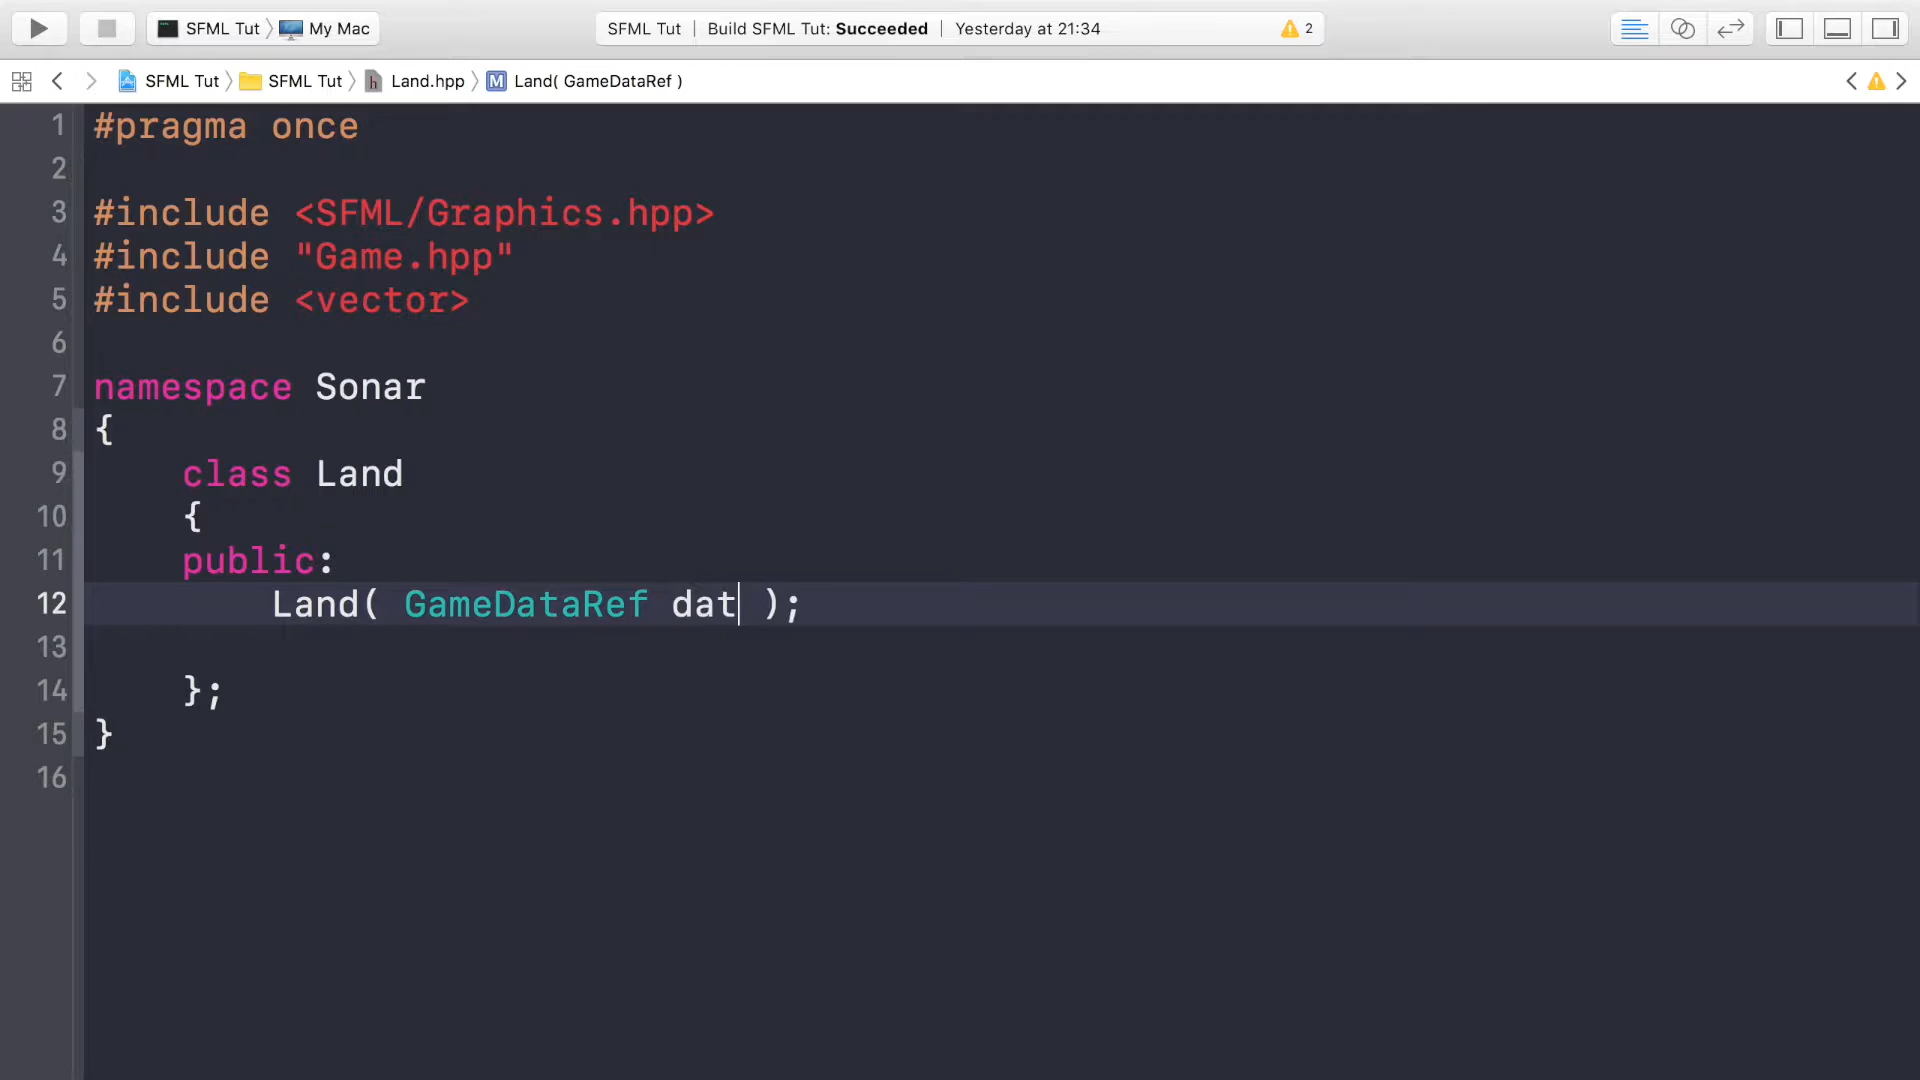 SFML Tut 〉 My Mac
SFML Tut | Build SFML Tut: Succeeded | Yesterday at 21:34
2
SFML Tut 〉 SFML Tut 〉 h Land.hpp 〉 M Land( GameDataRef )
1 #pragma once
2
3 #include <SFML/Graphics.hpp>
4 #include "Game.hpp"
5 #include <vector>
6
7 namespace Sonar
8 {
9 class Land
10 {
11 public:
12 Land( GameDataRef dat );
13
14 };
15 }
16